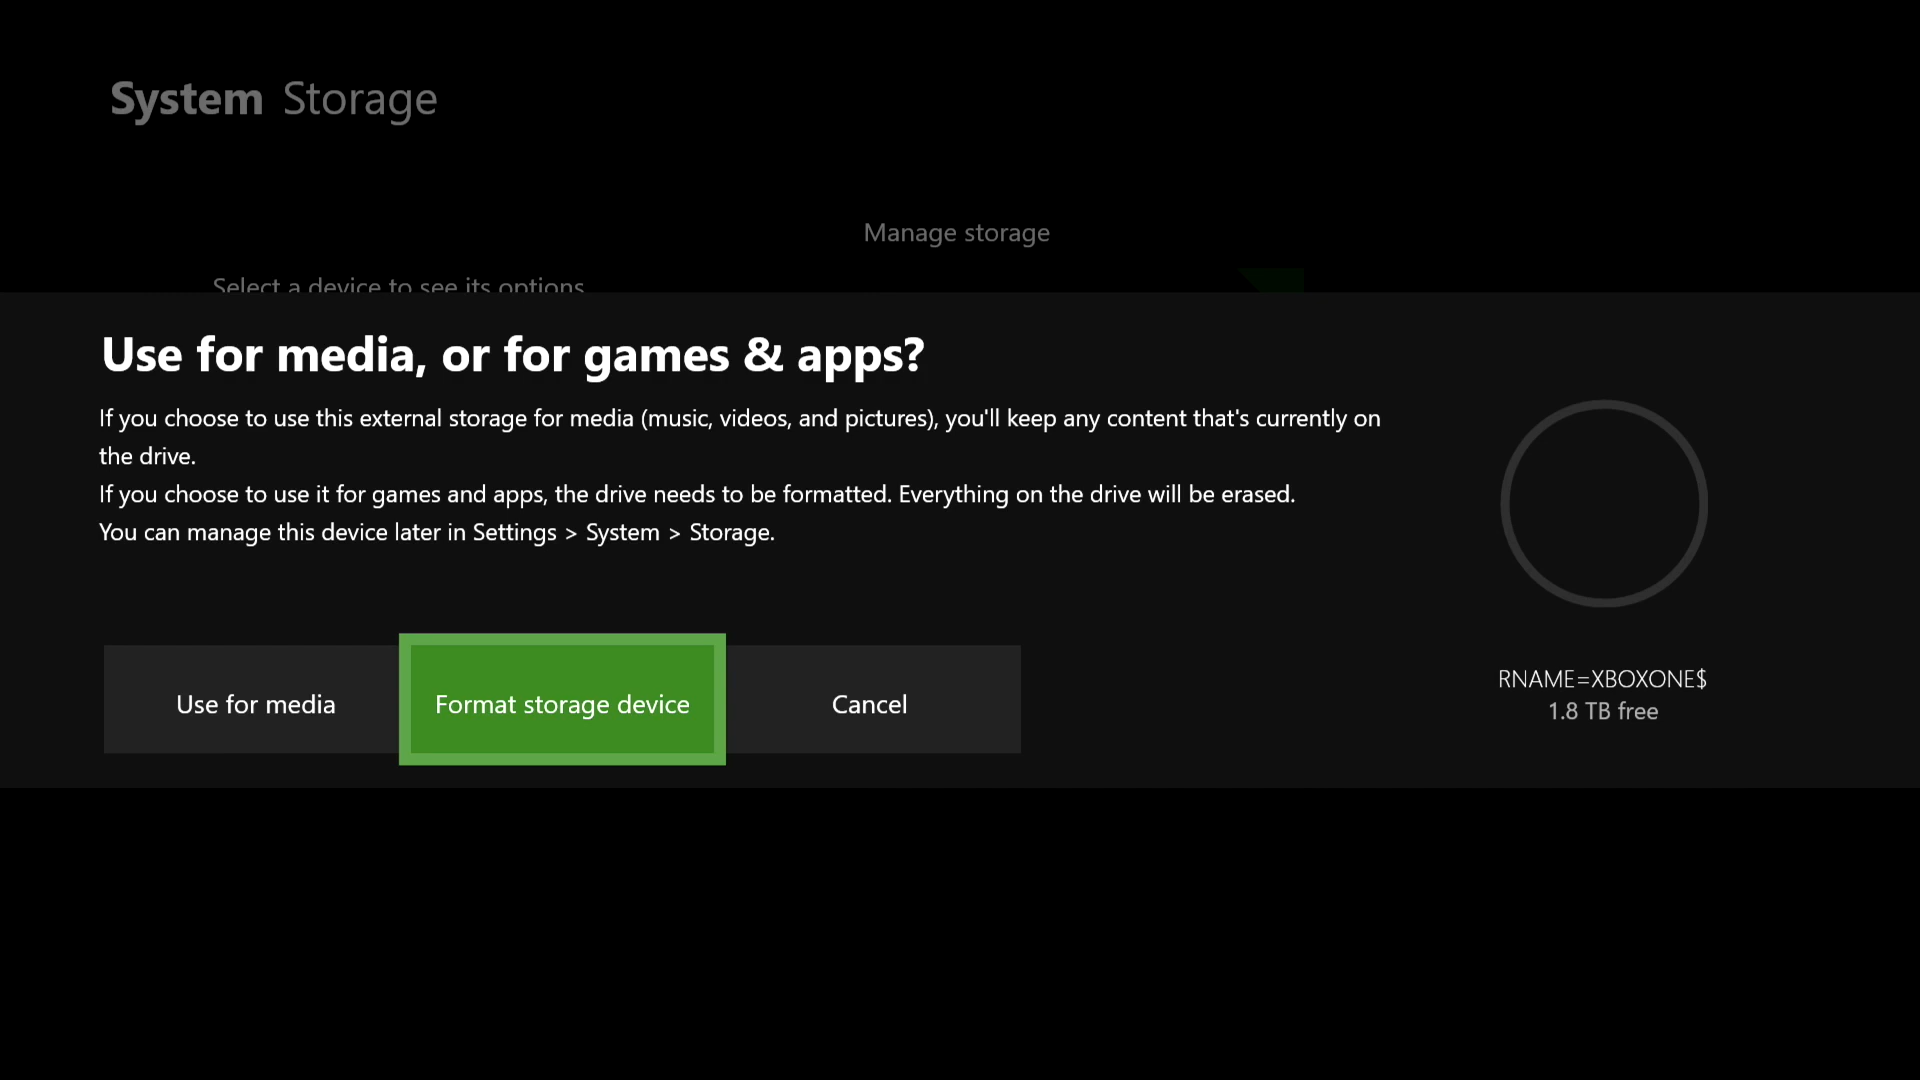 System Storage
Manage storage
Select a device to see its options
Use for media, or for games & apps?
If you choose to use this external storage for media (music, videos, and pictures), you'll keep any content that's currently on
the drive.
If you choose to use it for games and apps, the drive needs to be formatted. Everything on the drive will be erased.
You can manage this device later in Settings > System > Storage.
Use for media
Format storage device
Cancel
RNAME=XBOXONE$
1.8 TB free